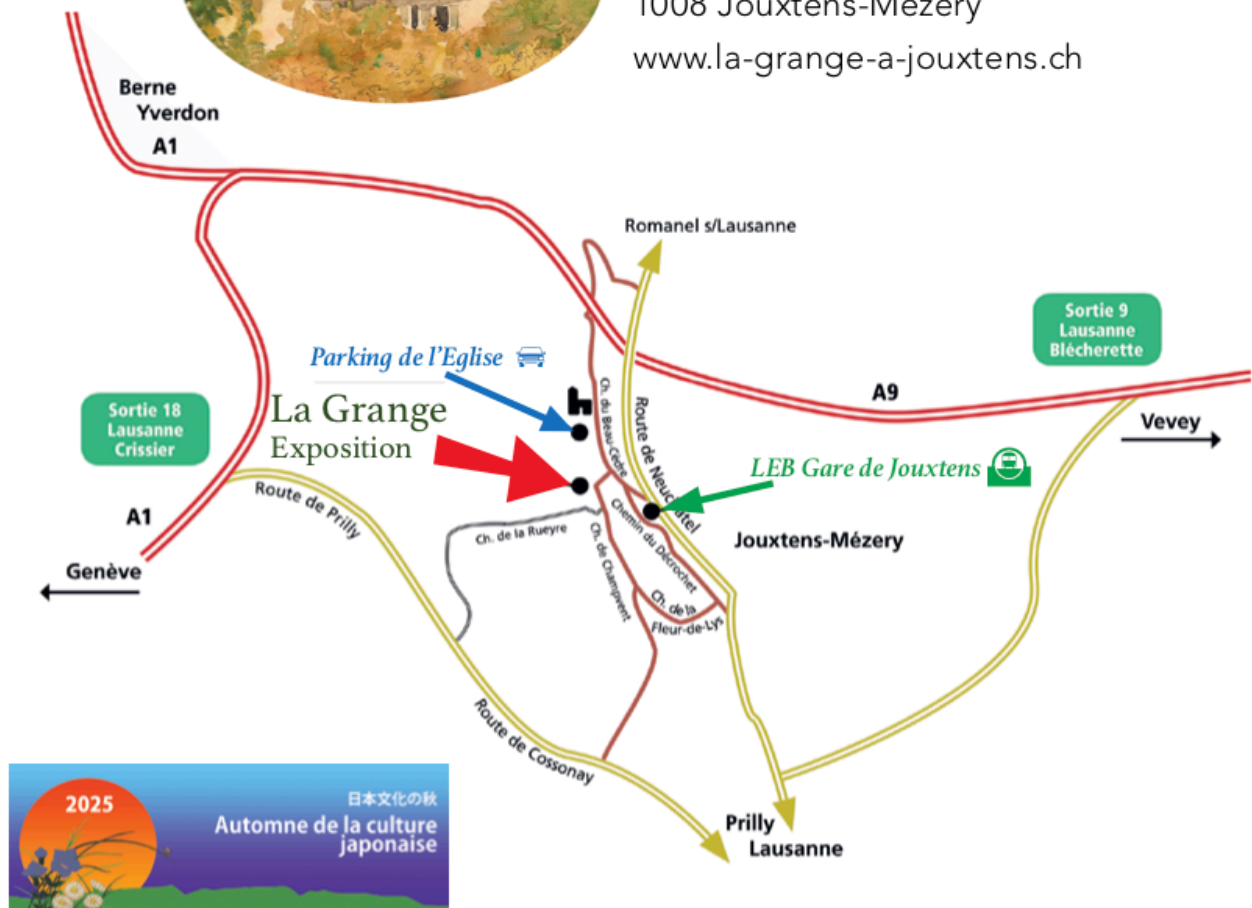 1008 Jouxtens-Mézery
www.la-grange-a-jouxtens.ch
Berne
Yverdon
A1
Romanel s/Lausanne
Sortie 9
Lausanne
Blécherette
Parking de l'Eglise
A9
Vevey
Sortie 18
Lausanne
Crissier
La Grange
Exposition
Ch. du Beau-Cèdre
Route de Neuchâtel
LEB Gare de Jouxtens
A1
Route de Prilly
Ch. de la Rueyre
Ch. de Champvent
Chemin du Décrochet
Jouxtens-Mézery
Genève
Ch. de la
Fleur-de-Lys
Route de Cossonay
2025
日本文化の秋
Automne de la culture
japonaise
Prilly
Lausanne